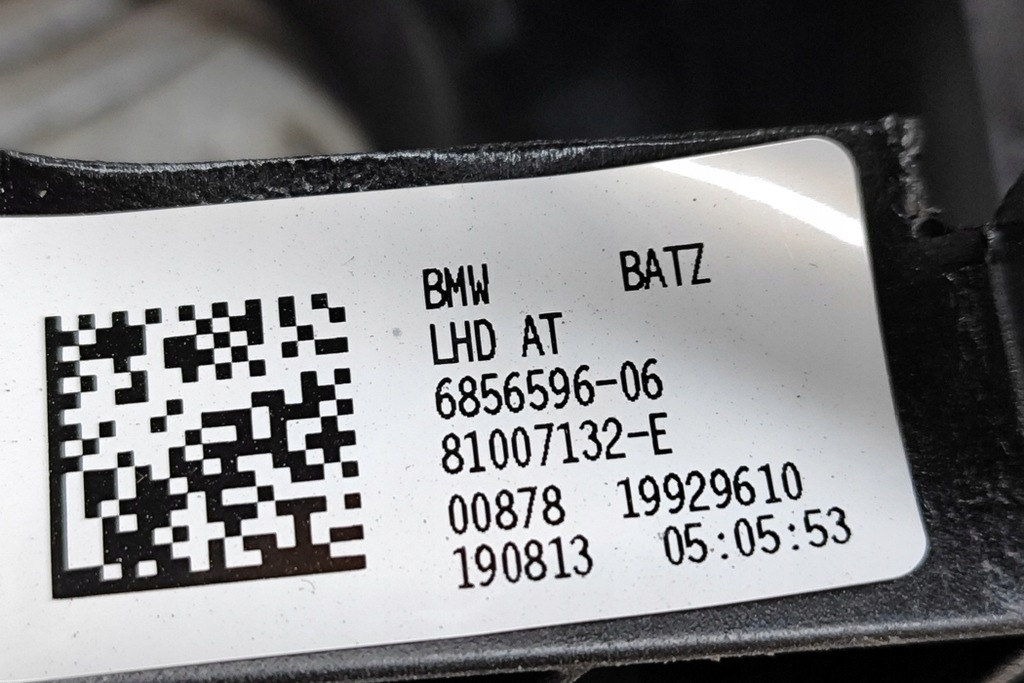 BMW BATZ
LHD AT
6856596-06
81007132-E
00878 19929610
190813 05:05:53